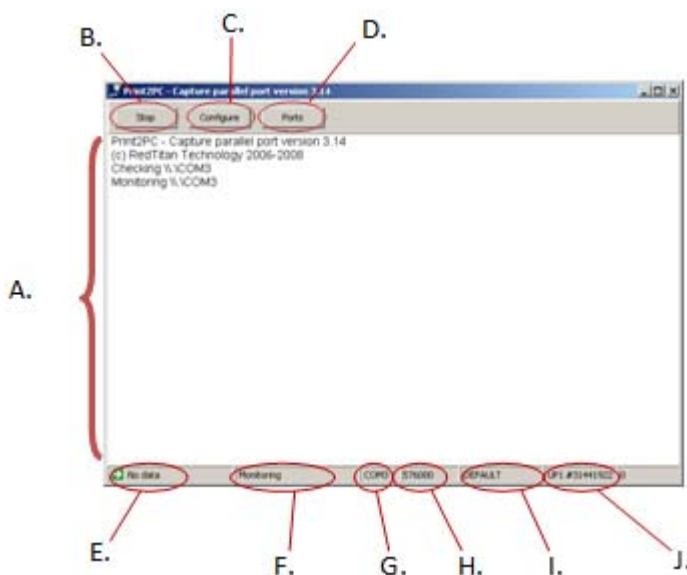 B.
C.
D.
Print2PC - Capture parallel port version 3.14
Stop Configure Ports
Print2PC - Capture parallel port version 3.14
(c) RedTitan Technology 2006-2008
Checking \\.\COM3
Monitoring \\.\COM3
A.
No data Monitoring COM3 576000 DEFAULT
E.
F.
G.
H.
I.
J.